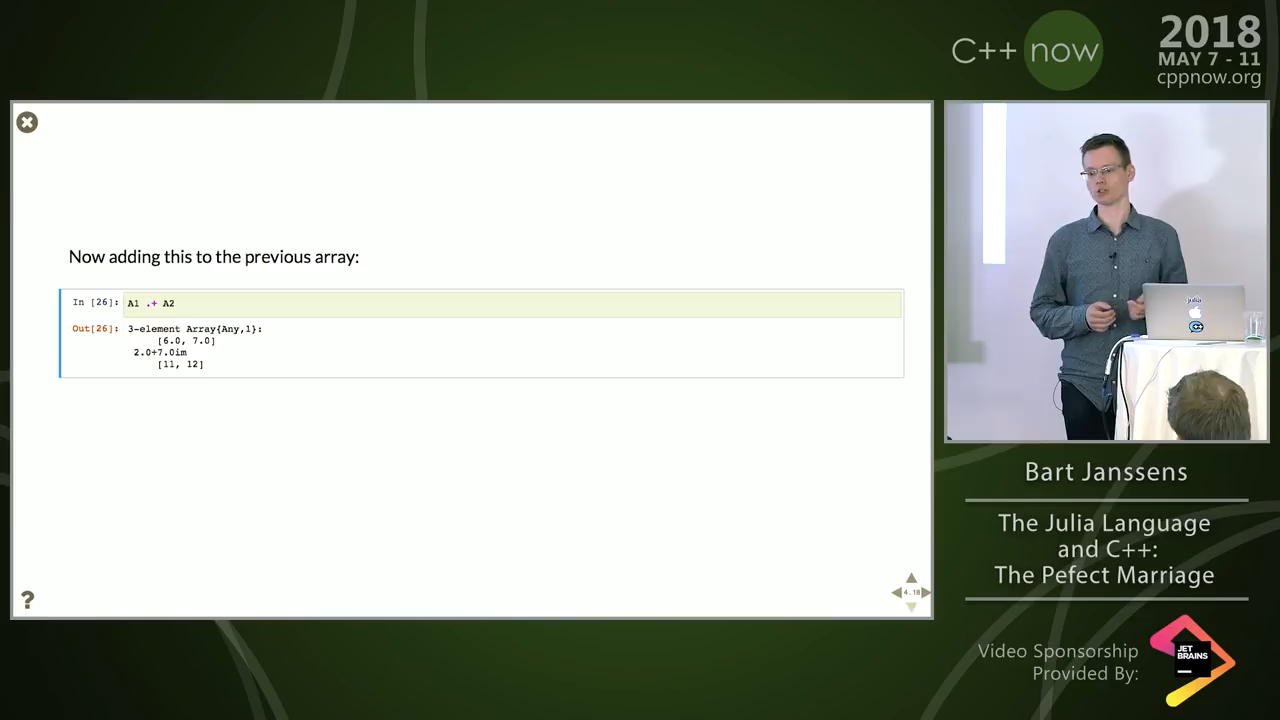 C++ now
2018
MAY 7 - 11
cppnow.org
Now adding this to the previous array:
In [26]: A1 .+ A2
Out[26]: 3-element Array{Any,1}:
[6.0, 7.0]
2.0+7.0im
[11, 12]
4.18
?
julia
Bart Janssens
The Julia Language
and C++:
The Pefect Marriage
Video Sponsorship
Provided By:
JET
BRAINS